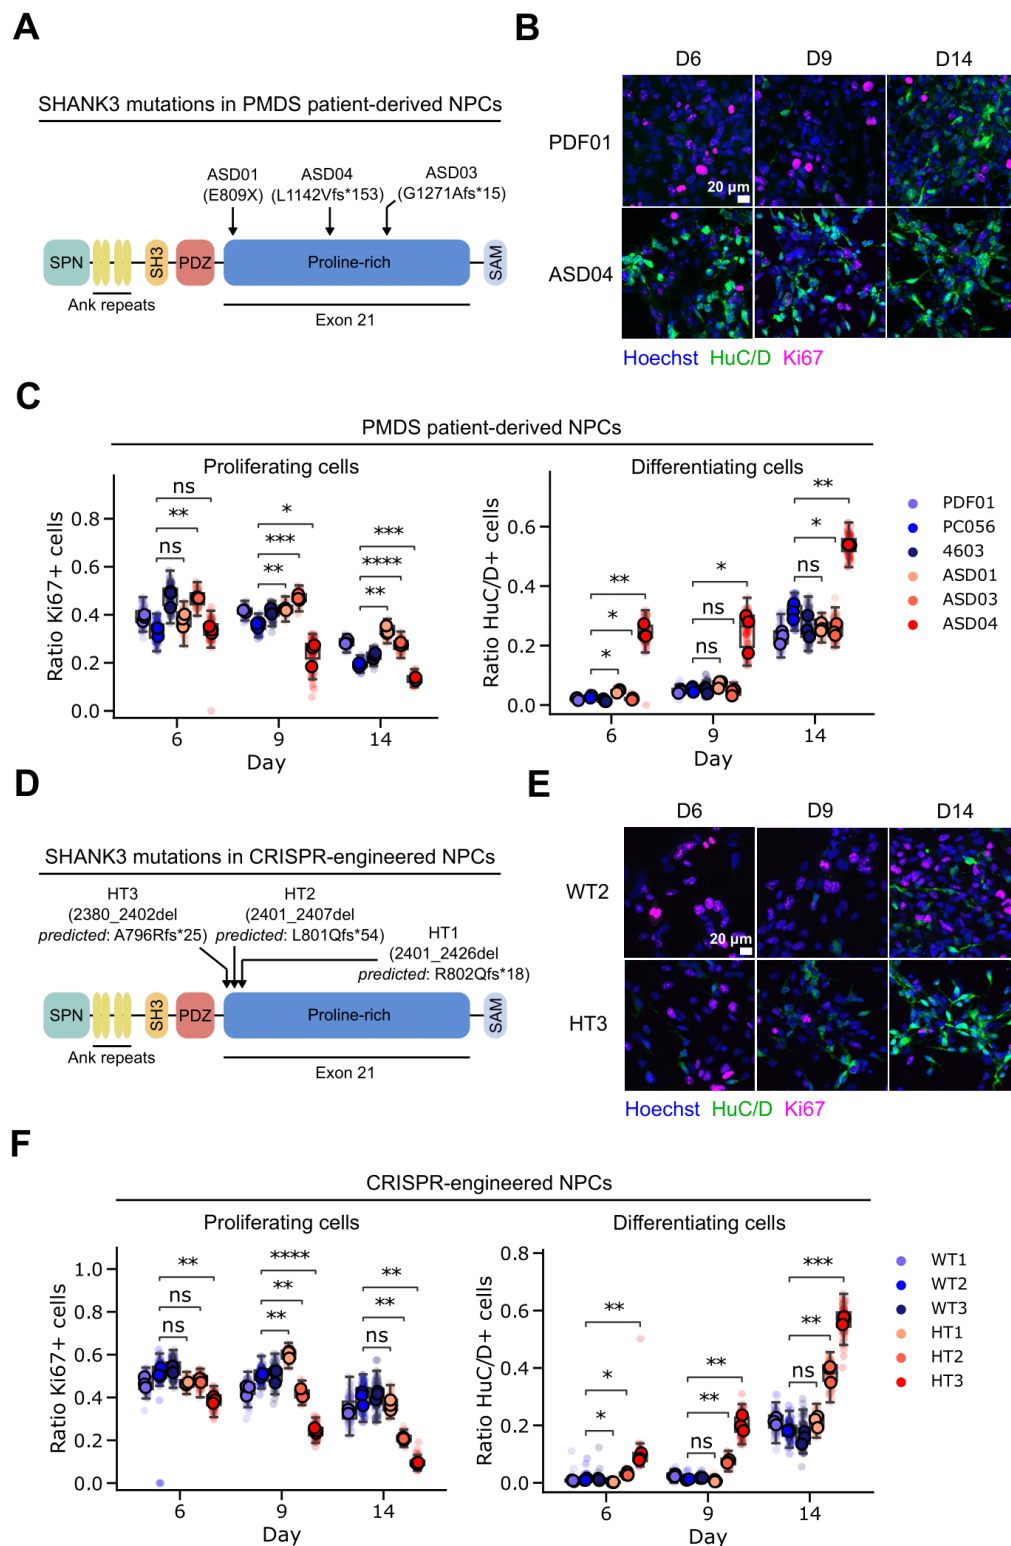 A
SHANK3 mutations in PMDS patient-derived NPCs
ASD01
(E809X)
ASD04
(L1142Vfs*153)
ASD03
(G1271Afs*15)
SPN
SH3
PDZ
Proline-rich
SAM
Ank repeats
Exon 21
B
D6
D9
D14
PDF01
20 µm
ASD04
Hoechst HuC/D Ki67
C
PMDS patient-derived NPCs
Proliferating cells
Ratio Ki67+ cells
0.8
0.6
0.4
0.2
0.0
ns
**
ns
*
***
**
***
****
**
6
9
14
Day
Differentiating cells
Ratio HuC/D+ cells
0.6
0.4
0.2
0.0
**
*
*
*
ns
ns
**
*
ns
6
9
14
Day
PDF01
PC056
4603
ASD01
ASD03
ASD04
D
SHANK3 mutations in CRISPR-engineered NPCs
HT3
(2380_2402del
predicted: A796Rfs*25)
HT2
(2401_2407del
predicted: L801Qfs*54)
HT1
(2401_2426del
predicted: R802Qfs*18)
SPN
SH3
PDZ
Proline-rich
SAM
Ank repeats
Exon 21
E
D6
D9
D14
WT2
20 µm
HT3
Hoechst HuC/D Ki67
F
CRISPR-engineered NPCs
Proliferating cells
Ratio Ki67+ cells
1.0
0.8
0.6
0.4
0.2
0.0
**
ns
ns
****
**
**
**
**
ns
6
9
14
Day
Differentiating cells
Ratio HuC/D+ cells
0.8
0.6
0.4
0.2
0.0
**
*
*
**
**
ns
***
**
ns
6
9
14
Day
WT1
WT2
WT3
HT1
HT2
HT3